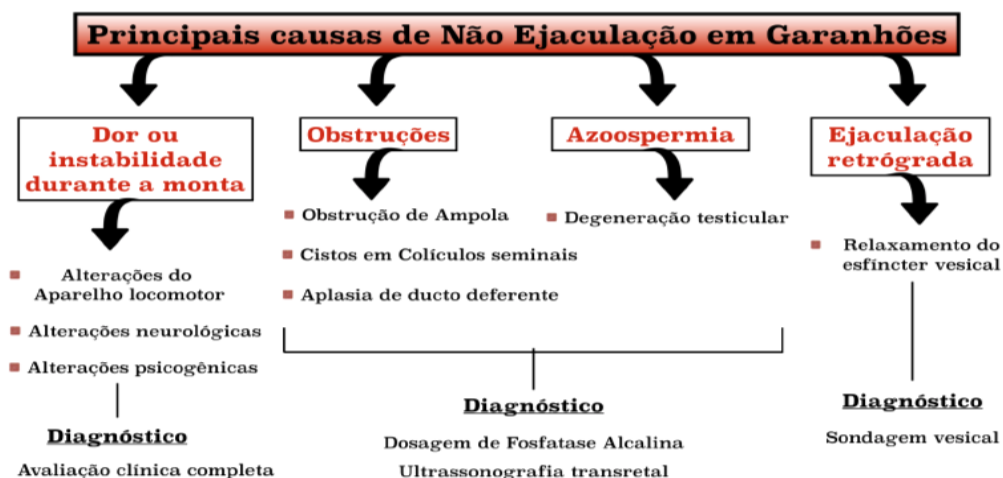 Principais causas de Não Ejaculação em Garanhões
Dor ou
instabilidade
durante a monta
Alterações do
Aparelho locomotor
Alterações neurológicas
Alterações psicogênicas
Diagnóstico
Avaliação clínica completa
Obstruções
Obstrução de Ampola
Cistos em Colículos seminais
Aplasia de ducto deferente
Azoospermia
Degeneração testicular
Diagnóstico
Dosagem de Fosfatase Alcalina
Ultrassonografia transretal
Ejaculação
retrógrada
Relaxamento do
esfíncter vesical
Diagnóstico
Sondagem vesical